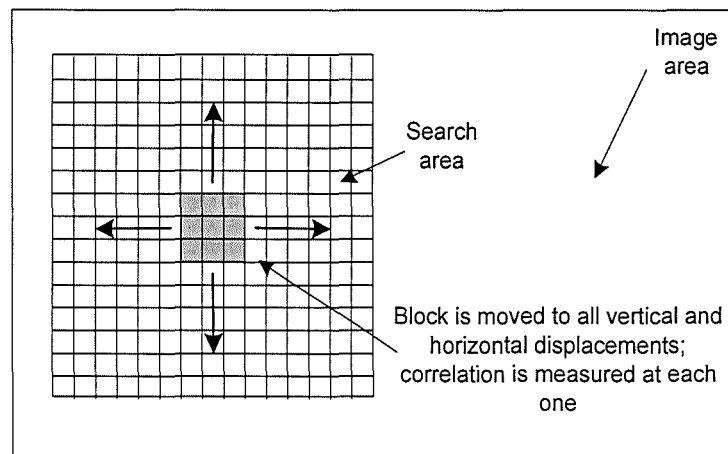 Image
area
Search
area
Block is moved to all vertical and
horizontal displacements;
correlation is measured at each
one